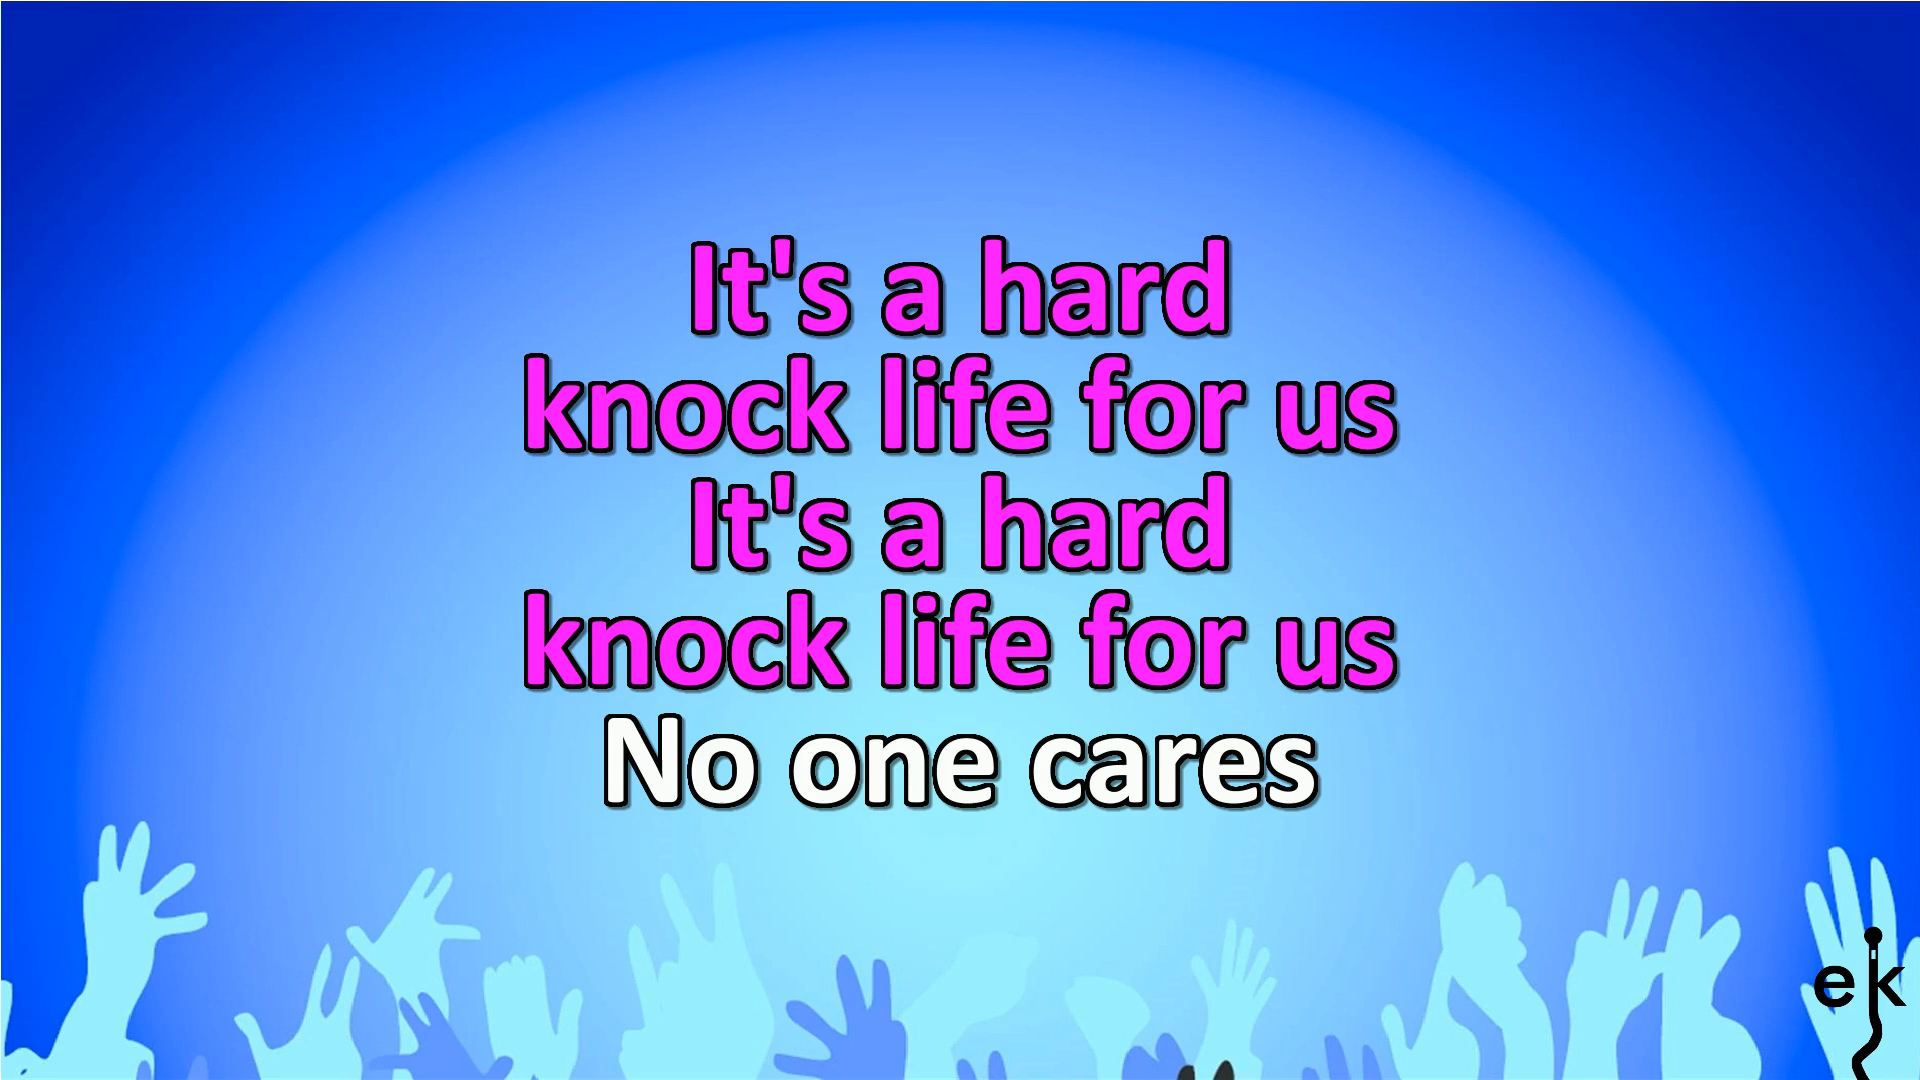 It's a hard
knock life for us
It's a hard
knock life for us
No one cares
ek